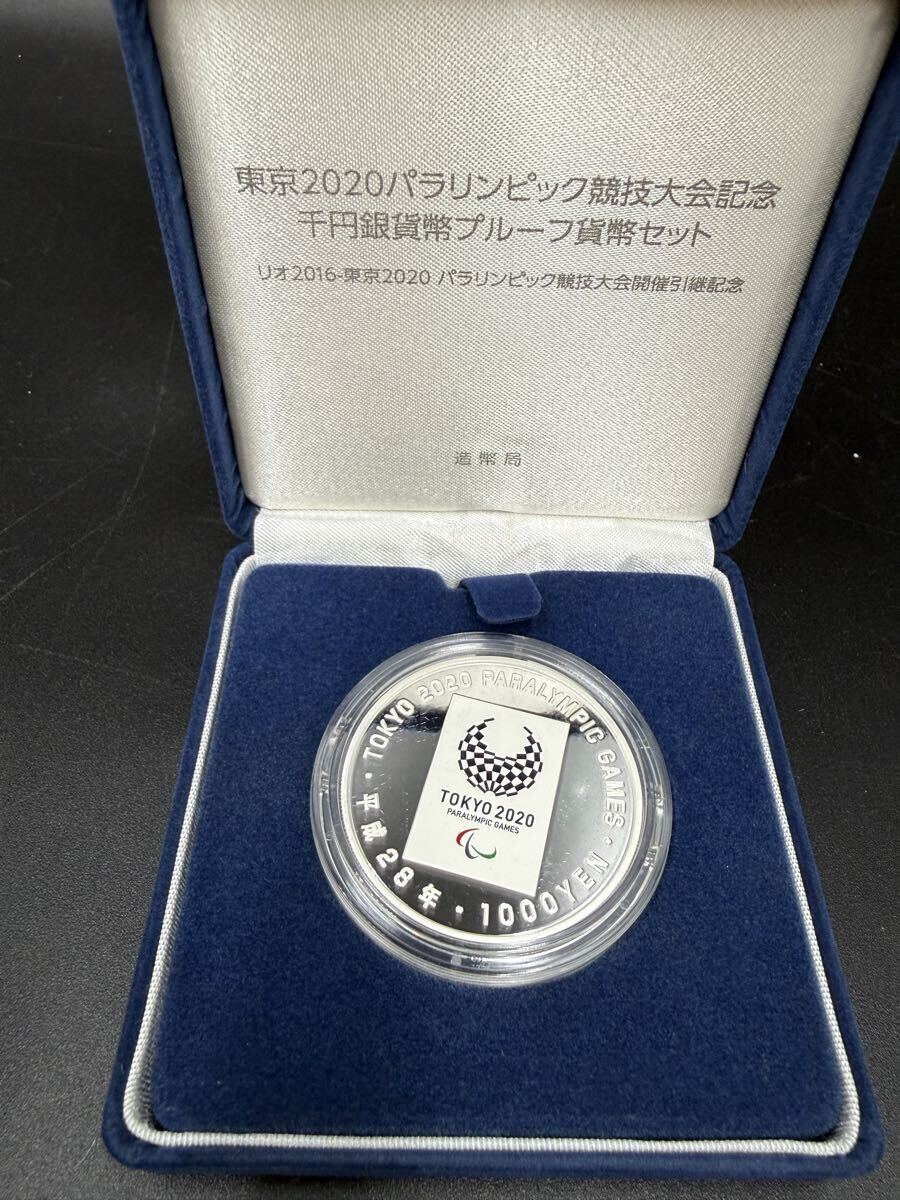 東京2020パラリンピック競技大会記念
千円銀貨幣プルーフ貨幣セット
リオ2016-東京2020 パラリンピック競技大会開催引継記念
造幣局
・TOKYO 2020 PARALYMPIC GAMES・
TOKYO 2020
PARALYMPIC GAMES
平成28年・1000YEN